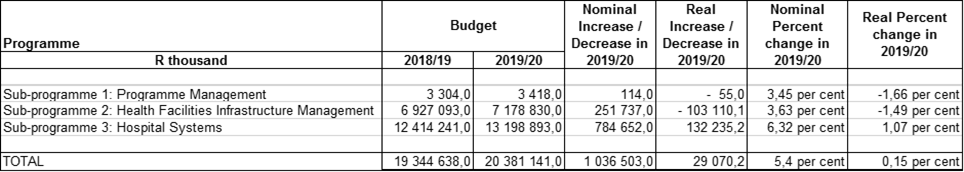 Programme Budget Nominal Increase / Decrease in 2019/20 Real Increase / Decrease in 2019/20 Nominal Percent change in 2019/20 Real Percent change in 2019/20
R thousand 2018/19 2019/20
Sub-programme 1: Programme Management 3 304,0 3 418,0 114,0 - 55,0 3,45 per cent -1,66 per cent
Sub-programme 2: Health Facilities Infrastructure Management 6 927 093,0 7 178 830,0 251 737,0 - 103 110,1 3,63 per cent -1,49 per cent
Sub-programme 3: Hospital Systems 12 414 241,0 13 198 893,0 784 652,0 132 235,2 6,32 per cent 1,07 per cent
TOTAL 19 344 638,0 20 381 141,0 1 036 503,0 29 070,2 5,4 per cent 0,15 per cent